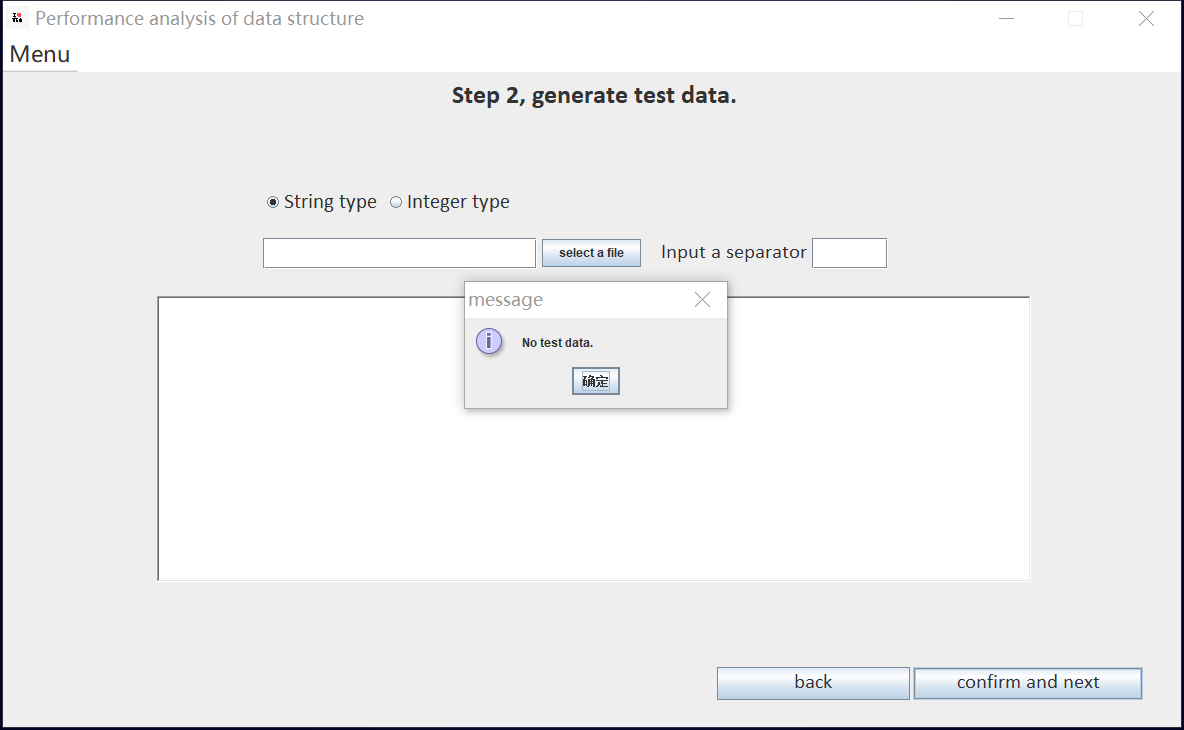 Performance analysis of data structure
Menu
Step 2, generate test data.
String type Integer type
select a file Input a separator
message
No test data.
确定
back confirm and next